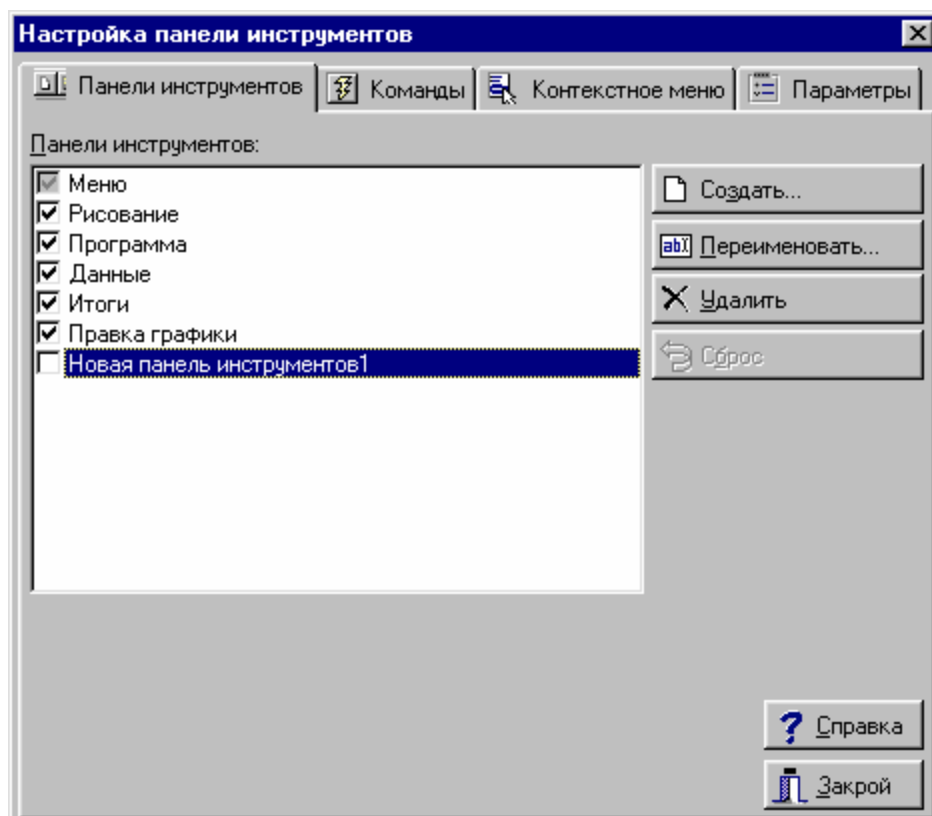 Настройка панели инструментов
Панели инструментов
Команды
Контекстное меню
Параметры
Панели инструментов:
Меню
Рисование
Программа
Данные
Итоги
Правка графики
Новая панель инструментов1
Создать...
Переименовать...
Удалить
Сброс
Справка
Закрой